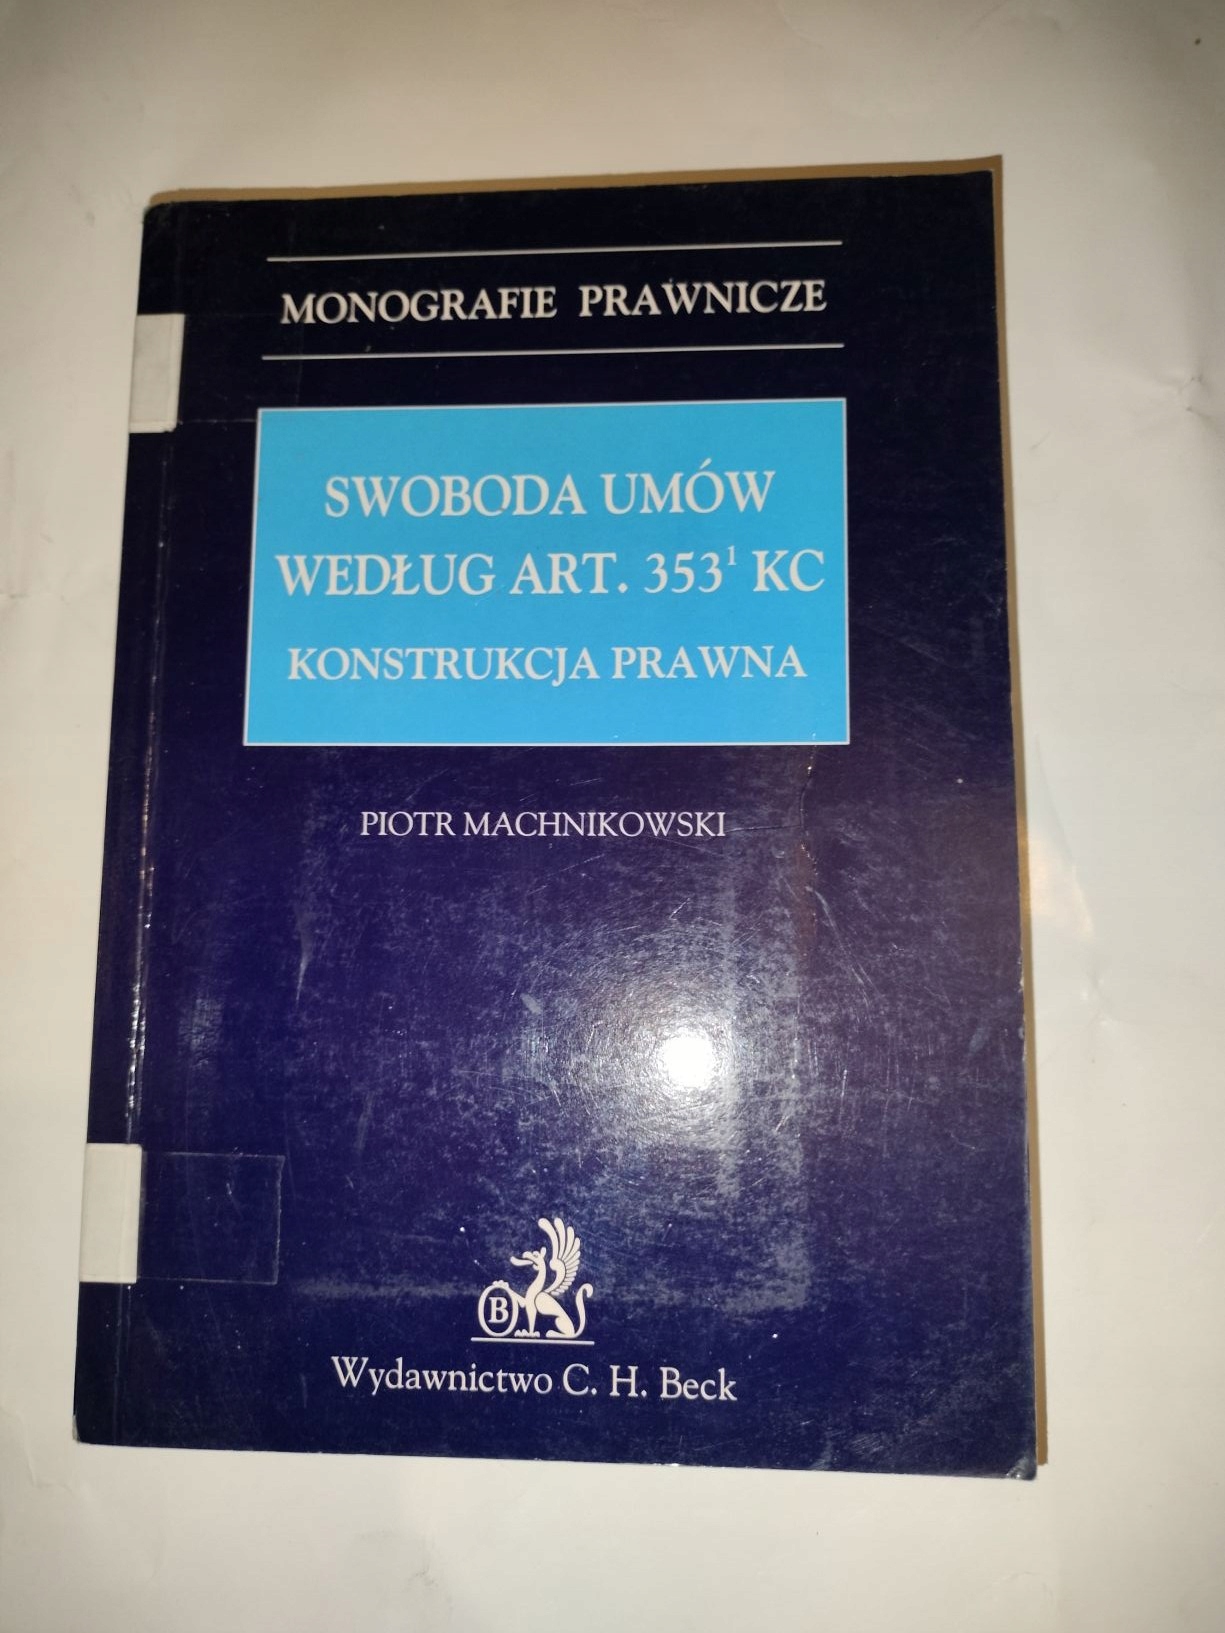 MONOGRAFIE PRAWNICZE
SWOBODA UMÓW
WEDŁUG ART. 353¹ KC
KONSTRUKCJA PRAWNA
PIOTR MACHNIKOWSKI
B
Wydawnictwo C. H. Beck